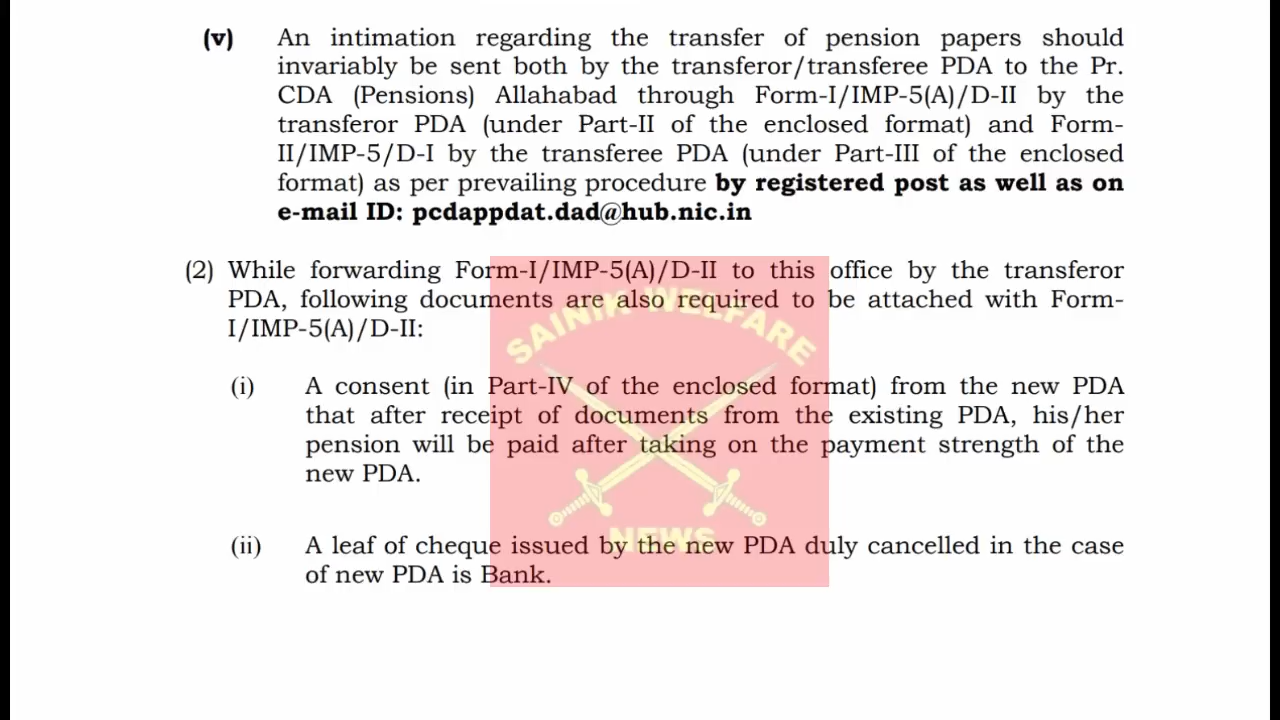 (v) An intimation regarding the transfer of pension papers should
invariably be sent both by the transferor/transferee PDA to the Pr.
CDA (Pensions) Allahabad through Form-I/IMP-5(A)/D-II by the
transferor PDA (under Part-II of the enclosed format) and Form-
II/IMP-5/D-I by the transferee PDA (under Part-III of the enclosed
format) as per prevailing procedure by registered post as well as on
e-mail ID: pcdappdat.dad@hub.nic.in
(2) While forwarding Form-I/IMP-5(A)/D-II to this office by the transferor
PDA, following documents are also required to be attached with Form-
I/IMP-5(A)/D-II:
SAINIK WELFARE
(i) A consent (in Part-IV of the enclosed format) from the new PDA
that after receipt of documents from the existing PDA, his/her
pension will be paid after taking on the payment strength of the
new PDA.
NEWS
(ii) A leaf of cheque issued by the new PDA duly cancelled in the case
of new PDA is Bank.